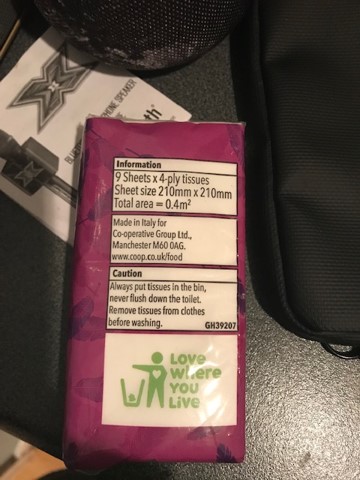 X
Information
9 Sheets x 4-ply tissues
Sheet size 210mm x 210mm
Total area = 0.4m²
Made in Italy for
Co-operative Group Ltd.,
Manchester M60 0AG.
www.coop.co.uk/food
Caution
Always put tissues in the bin,
never flush down the toilet.
Remove tissues from clothes
before washing. GH39207
Love
where
you
Live